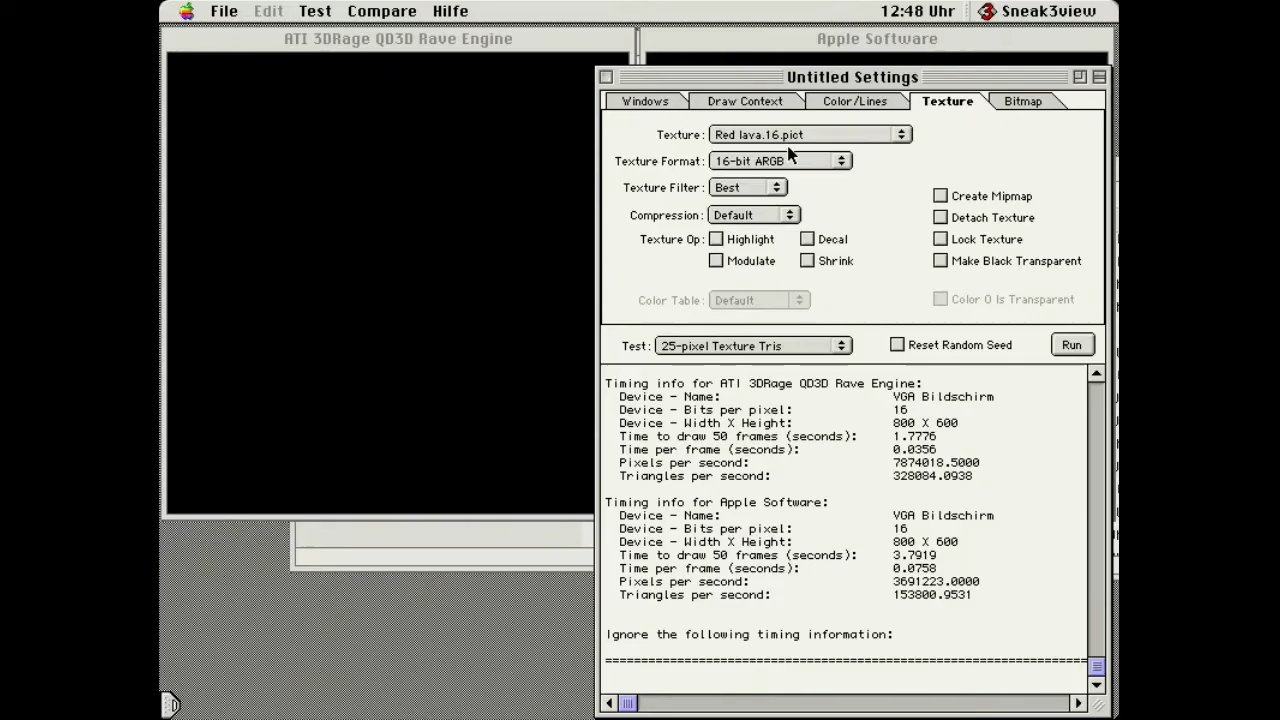 File Edit Test Compare Hilfe 12:48 Uhr Sneak3view
ATI 3DRage QD3D Rave Engine
Apple Software
Untitled Settings
Windows Draw Context Color/Lines Texture Bitmap
Texture: Red lava.16.pict
Texture Format: 16-bit ARGB
Texture Filter: Best
Create Mipmap
Compression: Default
Detach Texture
Texture Op: Highlight Decal
Lock Texture
Modulate Shrink
Make Black Transparent
Color Table: Default
Color 0 Is Transparent
Test: 25-pixel Texture Tris Reset Random Seed Run
Timing info for ATI 3DRage QD3D Rave Engine:
Device - Name: VGA Bildschirm
Device - Bits per pixel: 16
Device - Width X Height: 800 X 600
Time to draw 50 frames (seconds): 1.7776
Time per frame (seconds): 0.0356
Pixels per second: 7874018.5000
Triangles per second: 328084.0938
Timing info for Apple Software:
Device - Name: VGA Bildschirm
Device - Bits per pixel: 16
Device - Width X Height: 800 X 600
Time to draw 50 frames (seconds): 3.7919
Time per frame (seconds): 0.0758
Pixels per second: 3691223.0000
Triangles per second: 153800.9531
Ignore the following timing information: